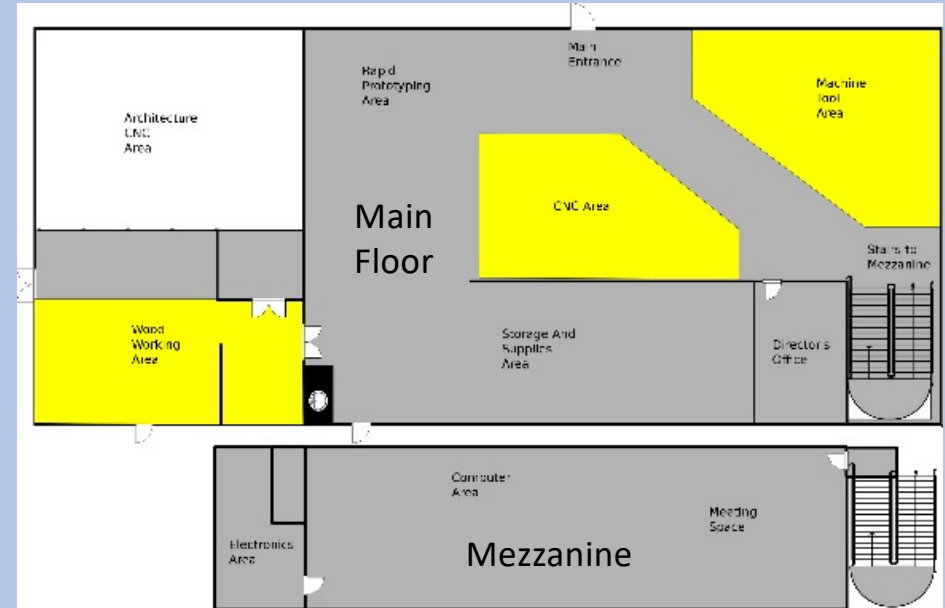 Main
Entrance
Rapid
Prototyping
Area
Machine
Tool
Area
Architecture
CNC
Area
CNC Area
Main
Floor
Stairs to
Mezzanine
Wood
Working
Area
Storage And
Supplies
Area
Director's
Office
Computer
Area
Meeting
Space
Electronics
Area
Mezzanine